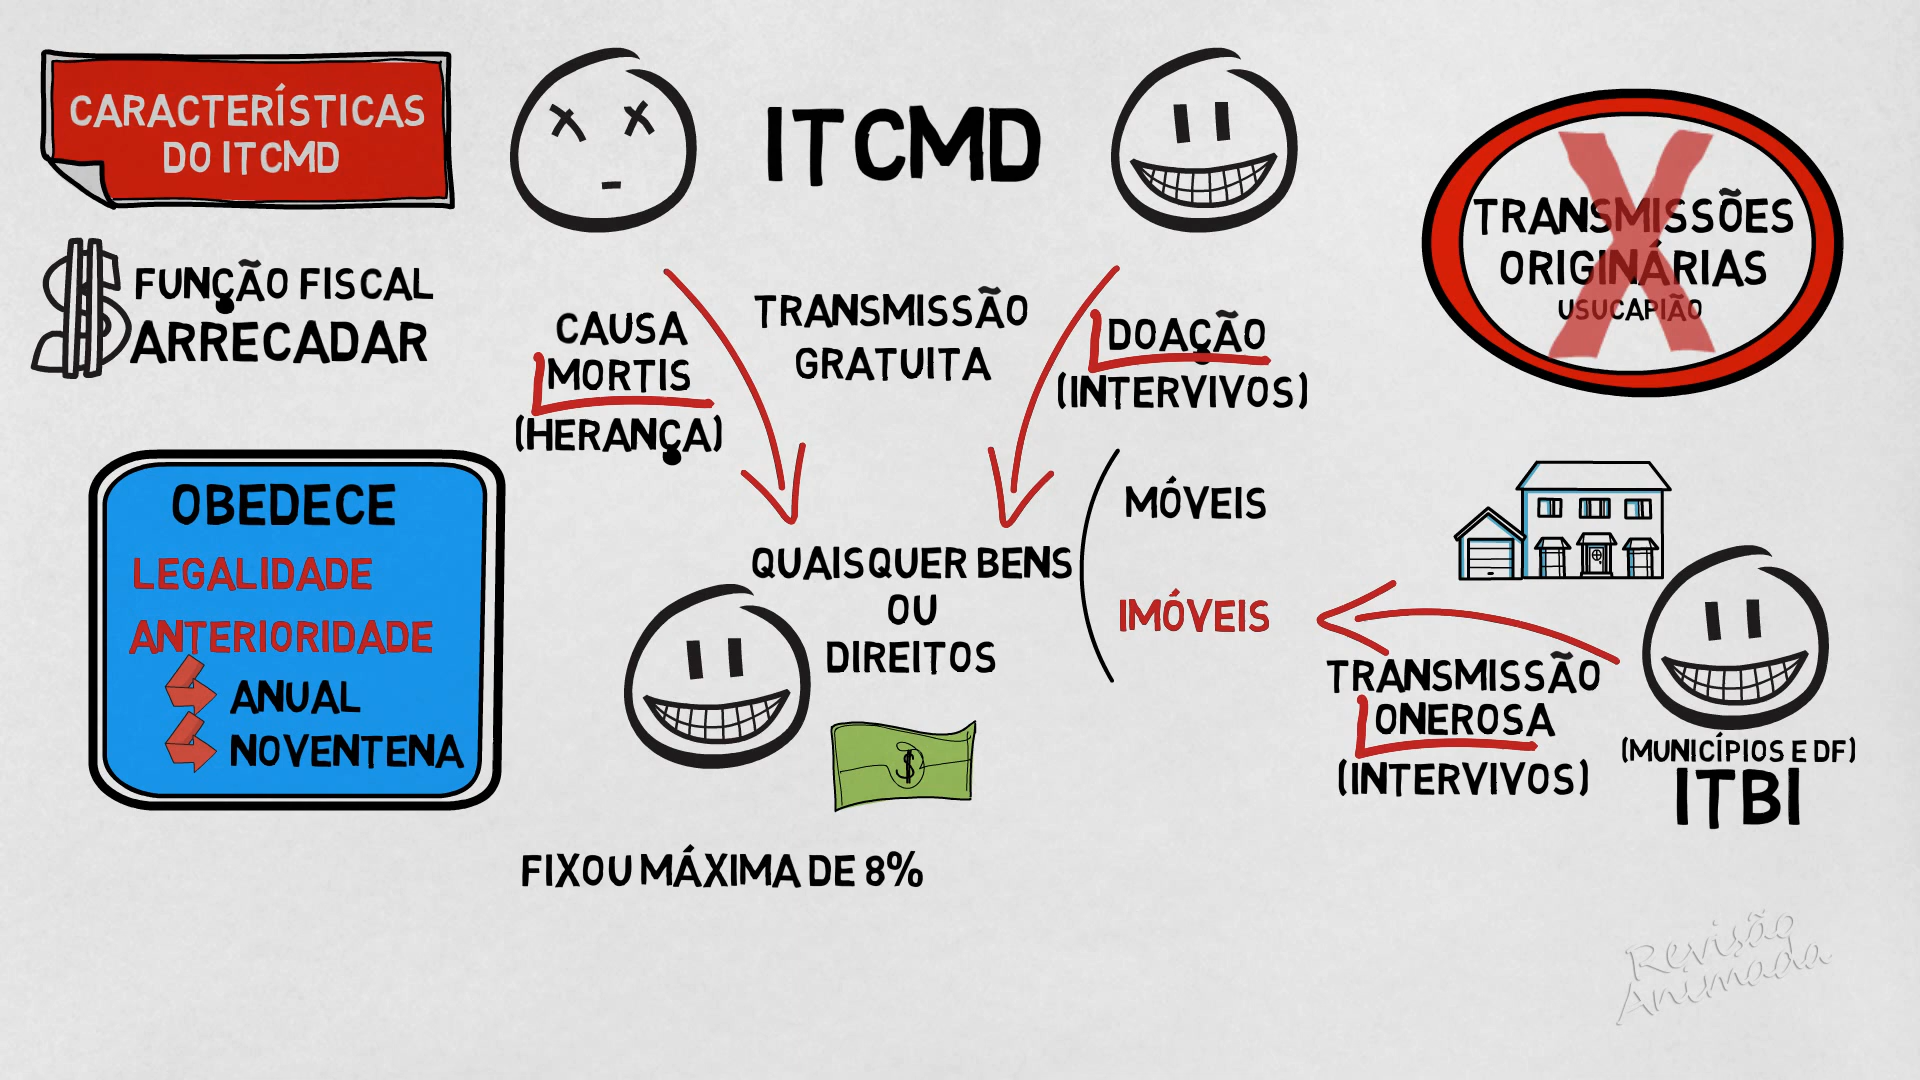 CARACTERÍSTICAS
DO ITCMD
FUNÇÃO FISCAL
ARRECADAR
OBEDECE
LEGALIDADE
ANTERIORIDADE
ANUAL
NOVENTENA
ITCMD
CAUSA
MORTIS
(HERANÇA)
TRANSMISSÃO
GRATUITA
DOAÇÃO
(INTERVIVOS)
QUAISQUER BENS
OU
DIREITOS
MÓVEIS
IMÓVEIS
$
FIXOU MÁXIMA DE 8%
TRANSMISSÕES
ORIGINÁRIAS
USUCAPIÃO
X
TRANSMISSÃO
ONEROSA
(INTERVIVOS)
(MUNICÍPIOS E DF)
ITBI
Revisão
Animada